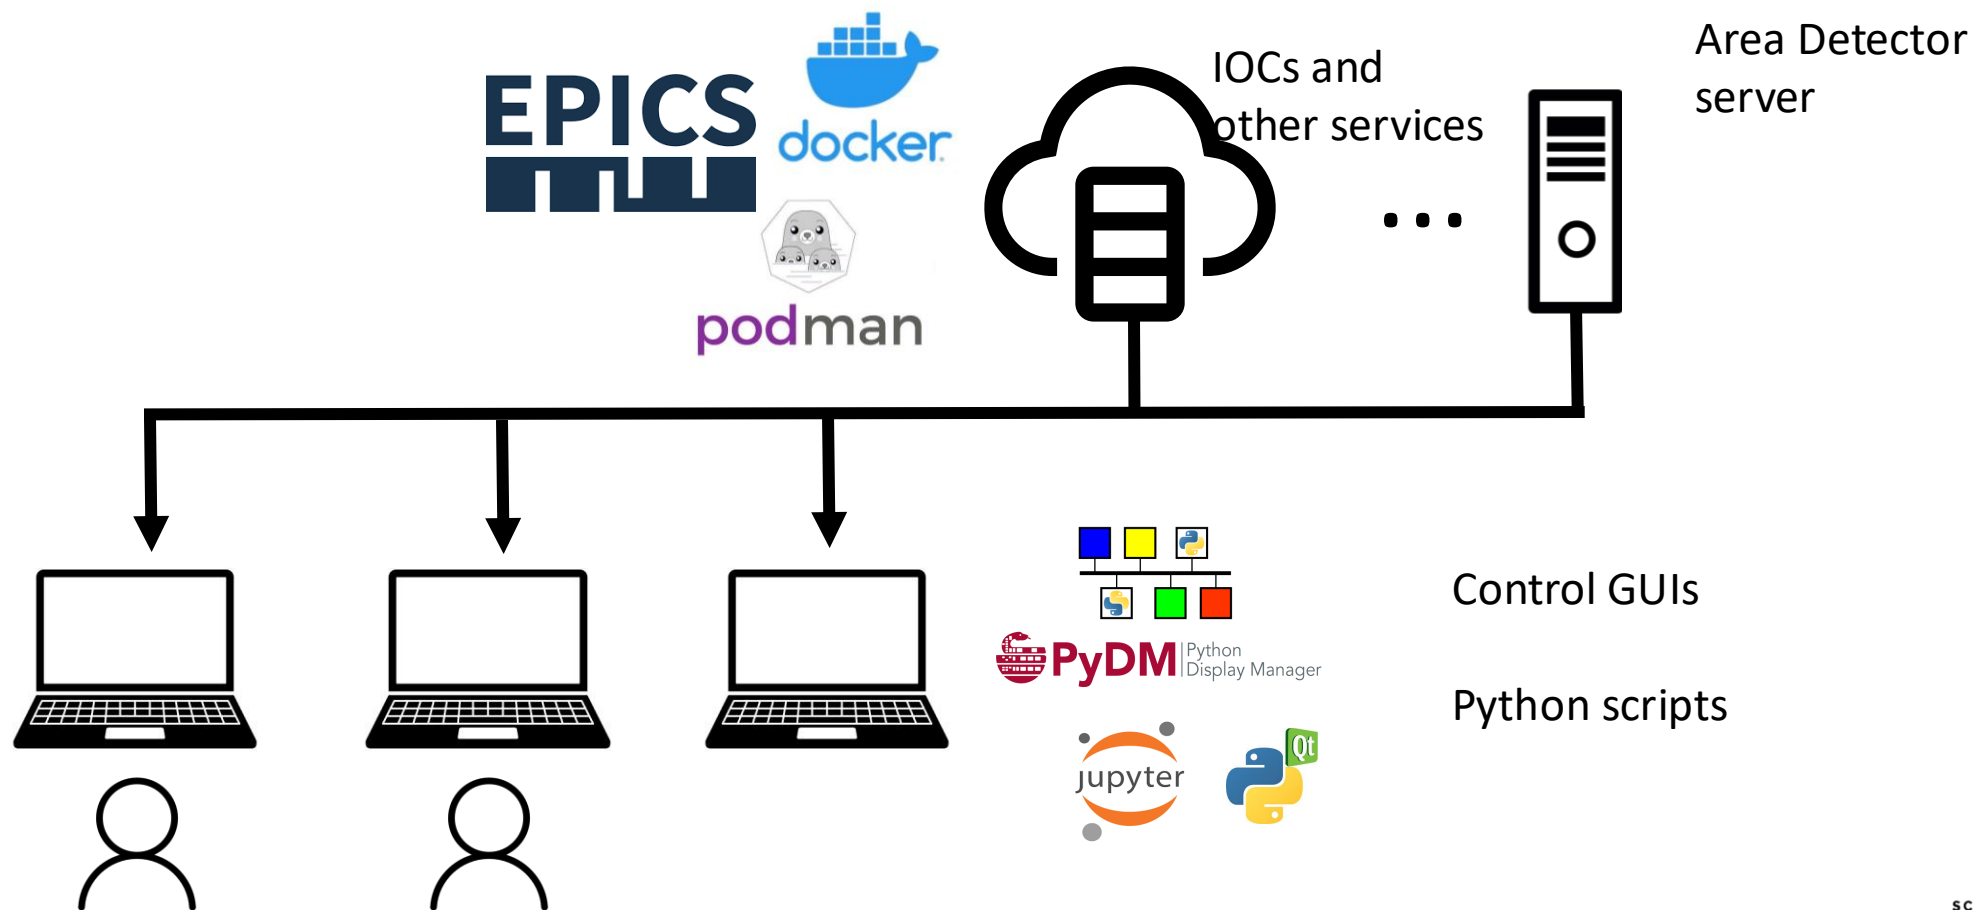 EPICS
docker
podman
IOCs and
other services
...
Area Detector
server
PyDM
Python
Display Manager
jupyter
Qt
Control GUIs
Python scripts
sc